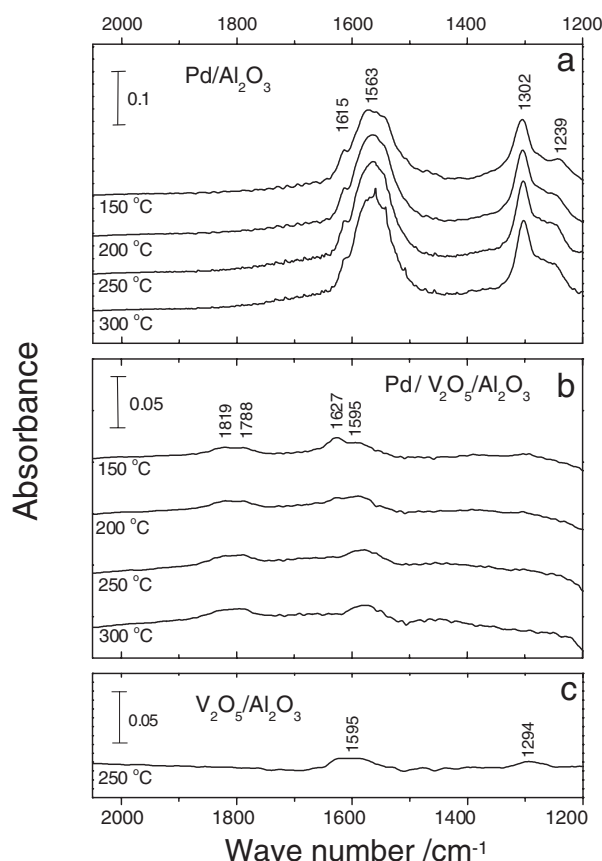 2000 1800 1600 1400 1200
Pd/Al₂O₃
a
0.1
1615
1563
1302
1239
150 °C
200 °C
250 °C
300 °C
Absorbance
Pd / V₂O₅/Al₂O₃
b
0.05
1819
1788
1627
1595
150 °C
200 °C
250 °C
300 °C
V₂O₅/Al₂O₃
c
0.05
1595
1294
250 °C
2000 1800 1600 1400 1200
Wave number /cm⁻¹